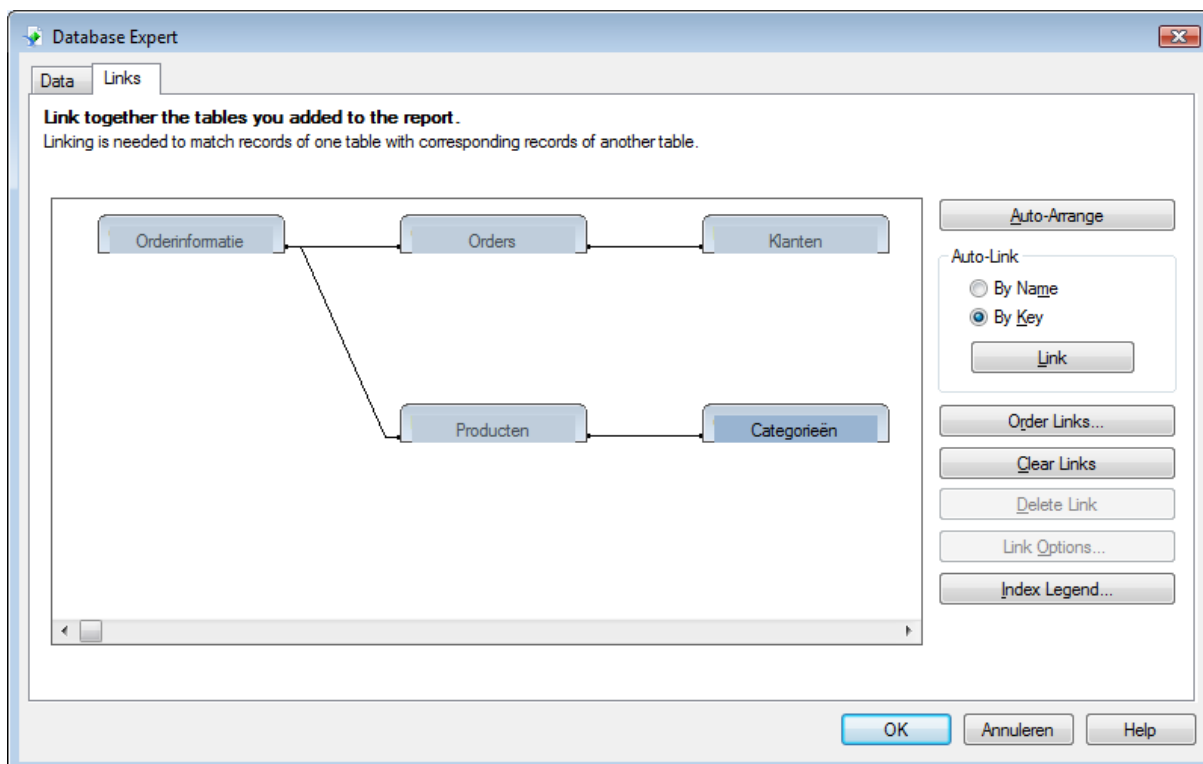 Database Expert
Data
Links
Link together the tables you added to the report.
Linking is needed to match records of one table with corresponding records of another table.
Orderinformatie
Orders
Klanten
Producten
Categorieën
Auto-Arrange
Auto-Link
By Name
By Key
Link
Order Links...
Clear Links
Delete Link
Link Options...
Index Legend...
OK
Annuleren
Help